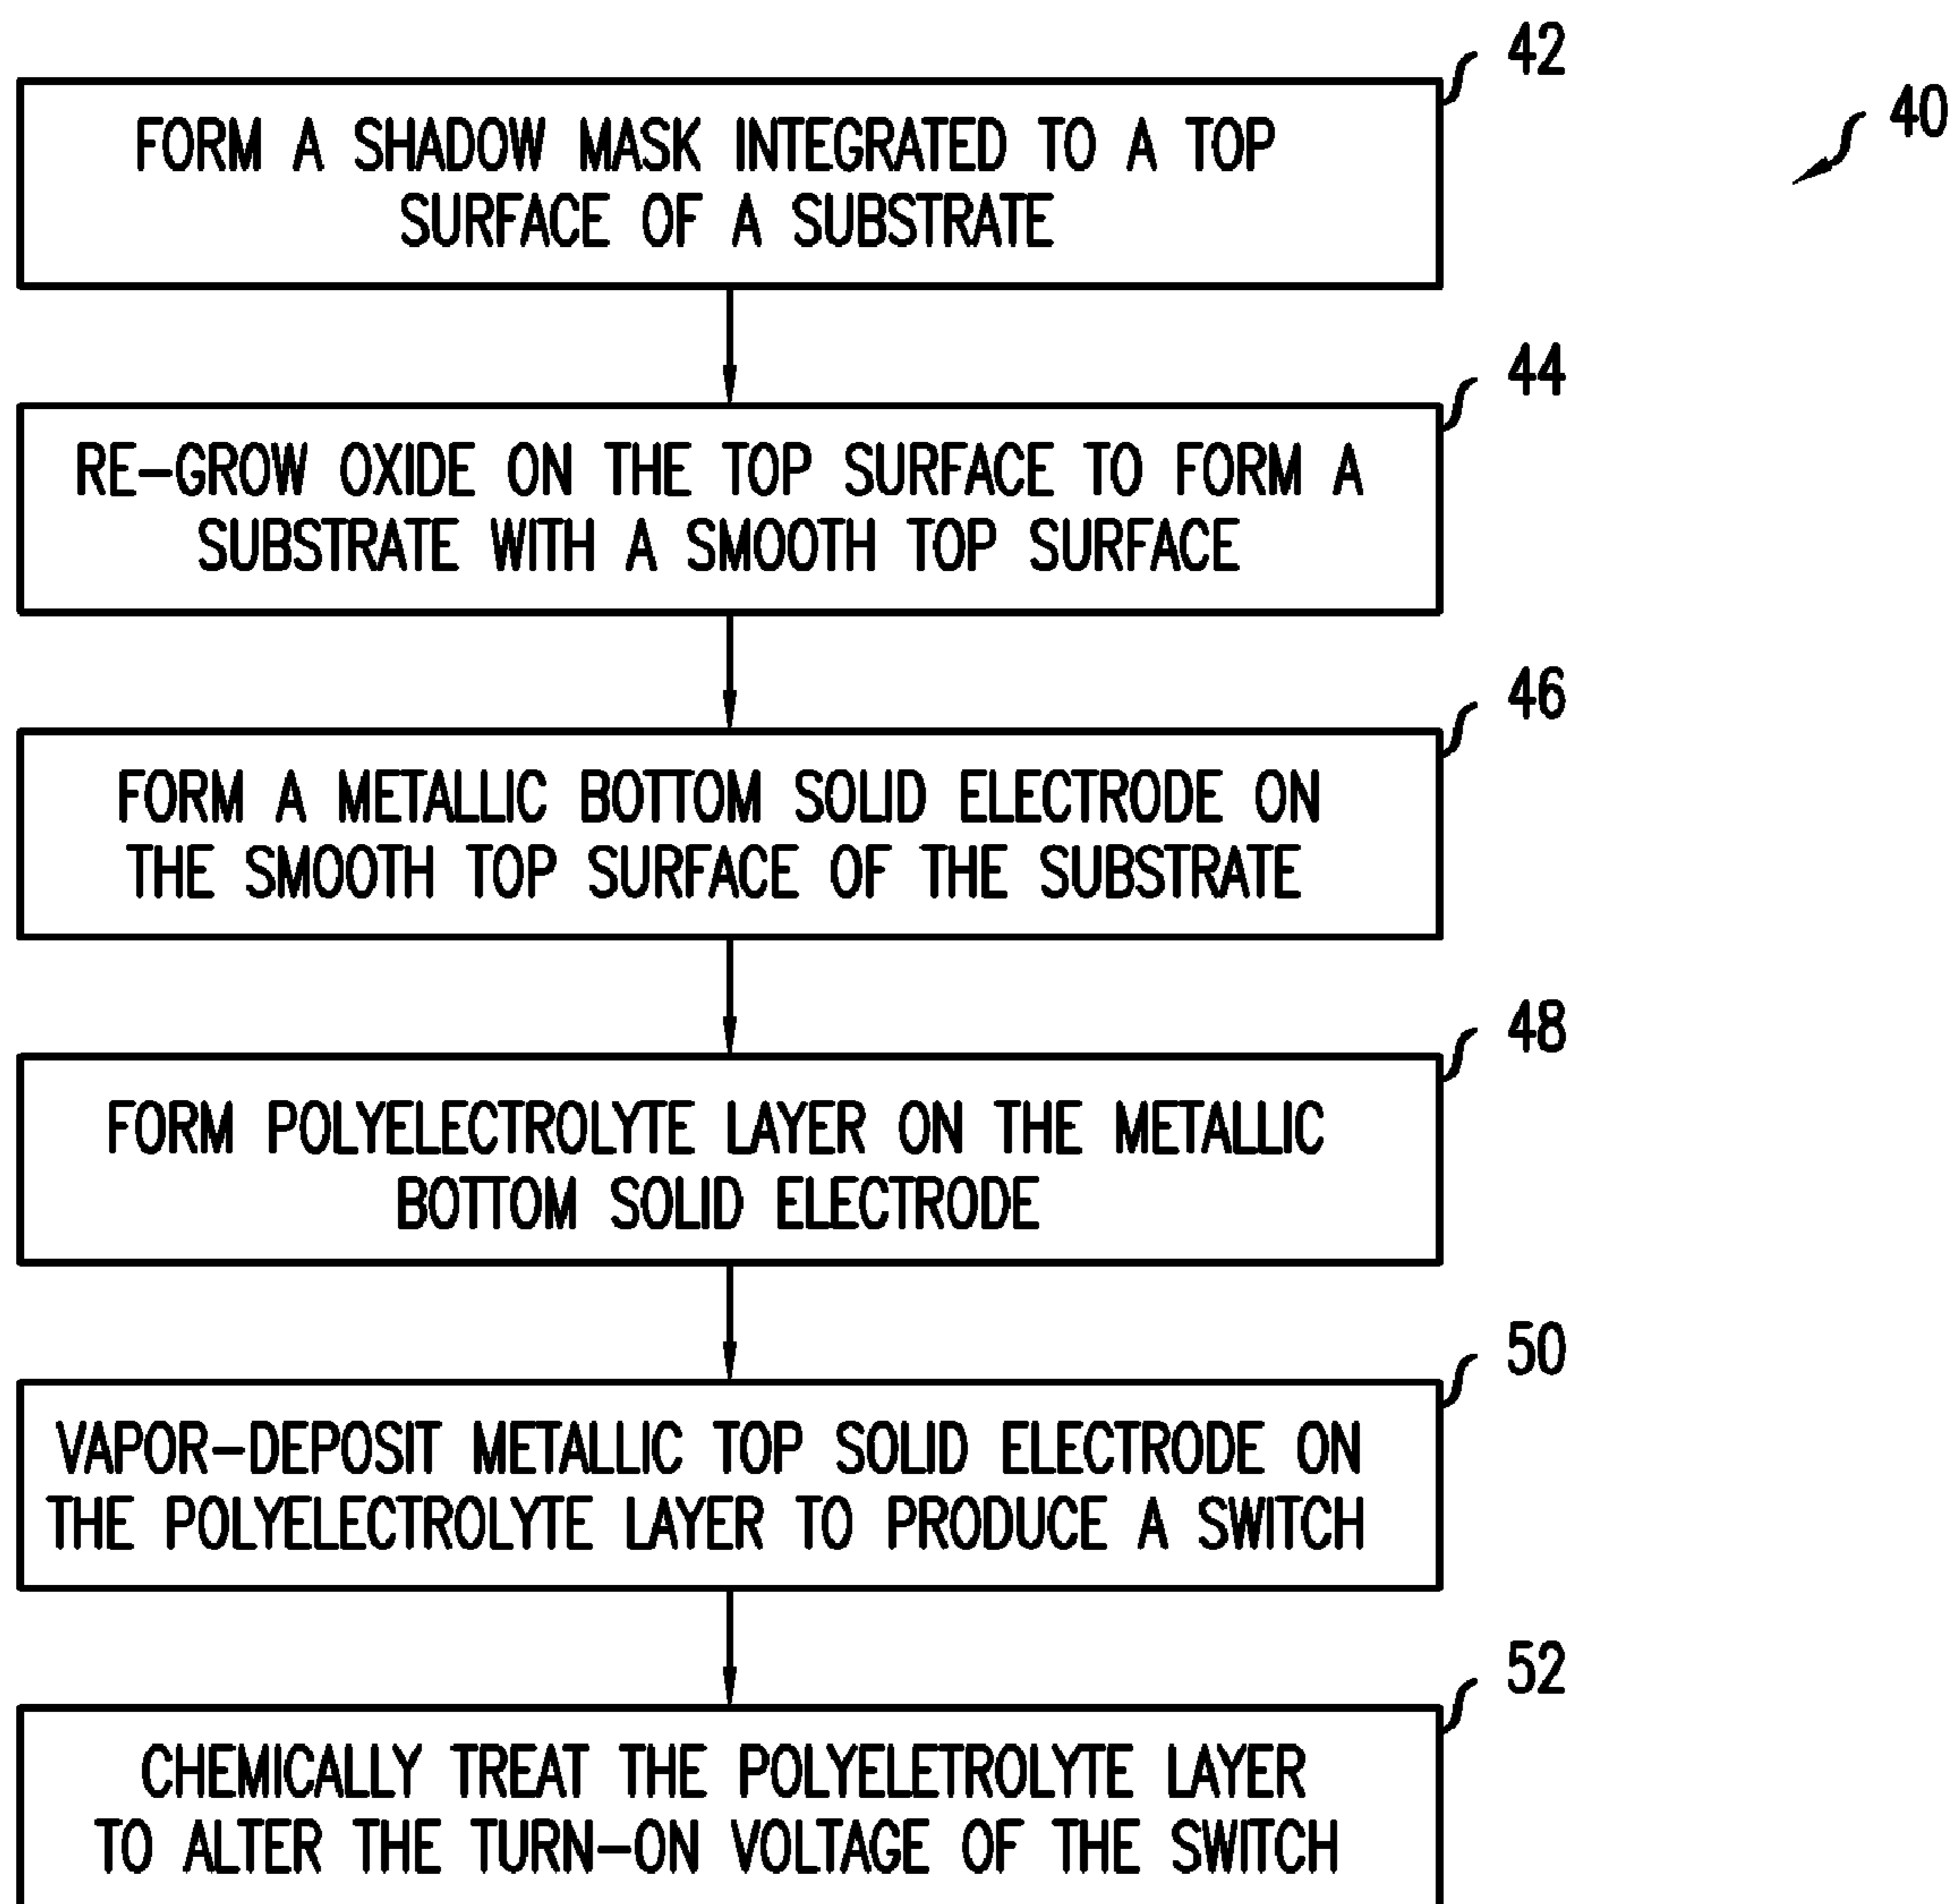 42
40
FORM A SHADOW MASK INTEGRATED TO A TOP
SURFACE OF A SUBSTRATE
44
RE-GROW OXIDE ON THE TOP SURFACE TO FORM A
SUBSTRATE WITH A SMOOTH TOP SURFACE
46
FORM A METALLIC BOTTOM SOLID ELECTRODE ON
THE SMOOTH TOP SURFACE OF THE SUBSTRATE
48
FORM POLYELECTROLYTE LAYER ON THE METALLIC
BOTTOM SOLID ELECTRODE
50
VAPOR-DEPOSIT METALLIC TOP SOLID ELECTRODE ON
THE POLYELECTROLYTE LAYER TO PRODUCE A SWITCH
52
CHEMICALLY TREAT THE POLYELETROLYTE LAYER
TO ALTER THE TURN-ON VOLTAGE OF THE SWITCH